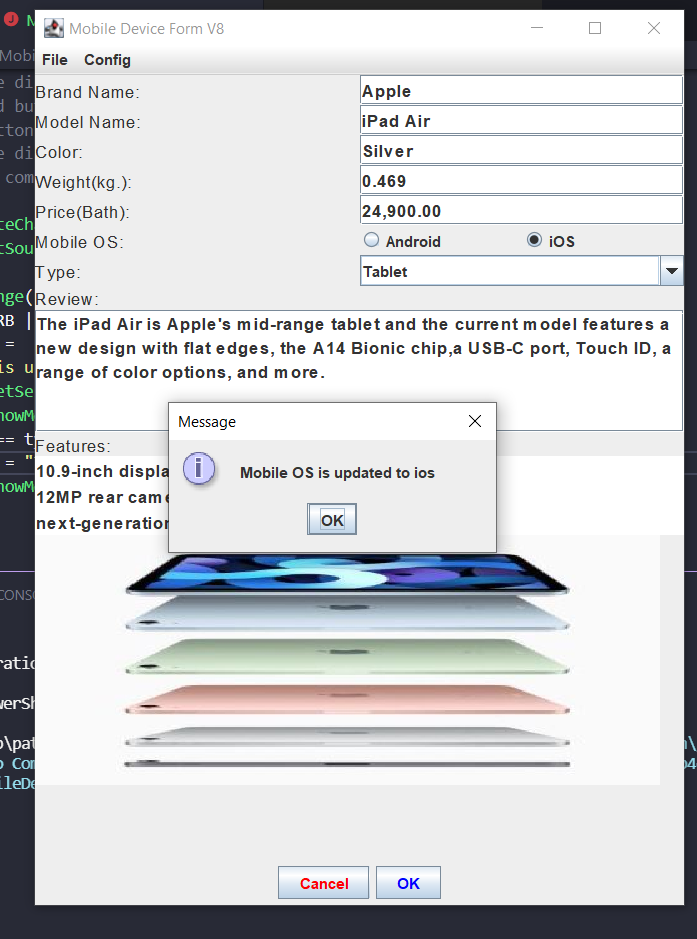 Mobile Device Form V8
File Config
Brand Name: Apple
Model Name: iPad Air
Color: Silver
Weight(kg.): 0.469
Price(Bath): 24,900.00
Mobile OS: Android iOS
Type: Tablet
Review:
The iPad Air is Apple's mid-range tablet and the current model features a
new design with flat edges, the A14 Bionic chip,a USB-C port, Touch ID, a
range of color options, and more.
Message
Mobile OS is updated to ios
OK
Features:
10.9-inch displa
12MP rear came
next-generation
Cancel OK